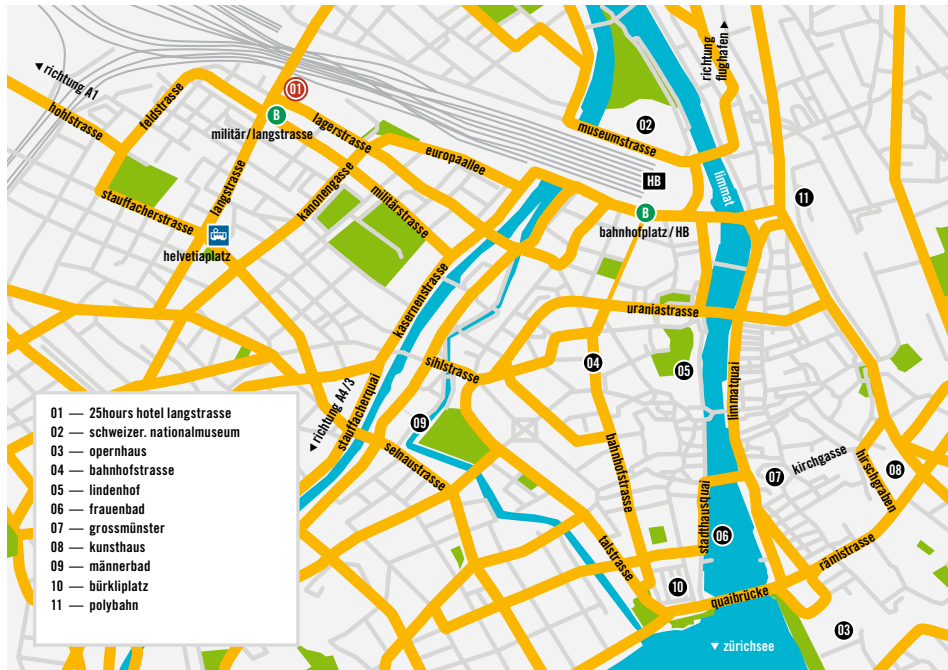 richtung A1
hohlstrasse
feldstrasse
01
B
militär/langstrasse
lagerstrasse
langstrasse
stauffacherstrasse
helvetiaplatz
kanonengasse
militärstrasse
europaallee
museumstrasse
02
HB
B
bahnhofplatz/HB
limmat
richtung
flughafen
11
kasernenstrasse
uraniastrasse
sihlstrasse
04
05
limmatquai
richtung A4/3
stauffacherquai
09
selnaustrasse
bahnhofstrasse
talstrasse
stadthausquai
06
07
kirchgasse
hirschgraben
08
rämistrasse
10
quaibrücke
03
zürichsee
01 — 25hours hotel langstrasse
02 — schweizer. nationalmuseum
03 — opernhaus
04 — bahnhofstrasse
05 — lindenhof
06 — frauenbad
07 — grossmünster
08 — kunsthaus
09 — männerbad
10 — bürkliplatz
11 — polybahn